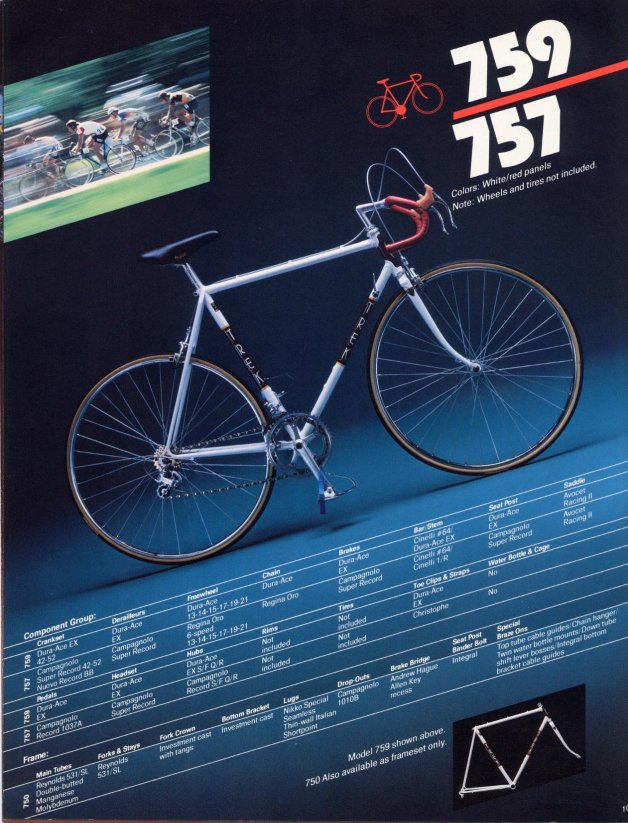 759
757
Colors: White/red panels
Note: Wheels and tires not included.
TREK
TREK
Component Group:
Crankset
Derailleurs
Freewheel
Chain
Brakes
Bar/Stem
Seat Post
Saddle
759
Dura-Ace EX
42-52
Dura-Ace
EX
Dura-Ace
13-14-15-17-19-21
Dura-Ace
Dura-Ace
EX
Cinelli #64/
Dura-Ace EX
Dura-Ace
EX
Avocet
Racing II
757
Campagnolo
Super Record 42-52
Nuovo Record BB
Campagnolo
Super Record
Regina Oro
6-speed
13-14-15-17-19-21
Regina Oro
Campagnolo
Super Record
Cinelli #64/
Cinelli 1/R
Campagnolo
Super Record
Avocet
Racing II
Pedals
Headset
Hubs
Rims
Tires
Toe Clips & Straps
Water Bottle & Cage
759
Dura-Ace
EX
Dura-Ace
EX
Dura-Ace
EX S/F Q/R
Not
included
Not
included
Dura-Ace
EX
No
757
Campagnolo
Record 1037A
Campagnolo
Super Record
Campagnolo
Record S/F Q/R
Not
included
Not
included
Christophe
No
Frame:
Main Tubes
Forks & Stays
Fork Crown
Bottom Bracket
Lugs
Drop-Outs
Brake Bridge
Seat Post
Binder Bolt
Special
Braze Ons
750
Reynolds 531/SL
Double-butted
Manganese
Molybdenum
Reynolds
531/SL
Investment cast
with tangs
Investment cast
Nikko Special
Seamless
Thin-wall Italian
Shortpoint
Campagnolo
1010B
Andrew Hague
Allen Key
recess
Integral
Top tube cable guides/Chain hanger/
Twin water bottle mounts/Down tube
shift lever bosses/Integral bottom
bracket cable guides
Model 759 shown above.
750 Also available as frameset only.